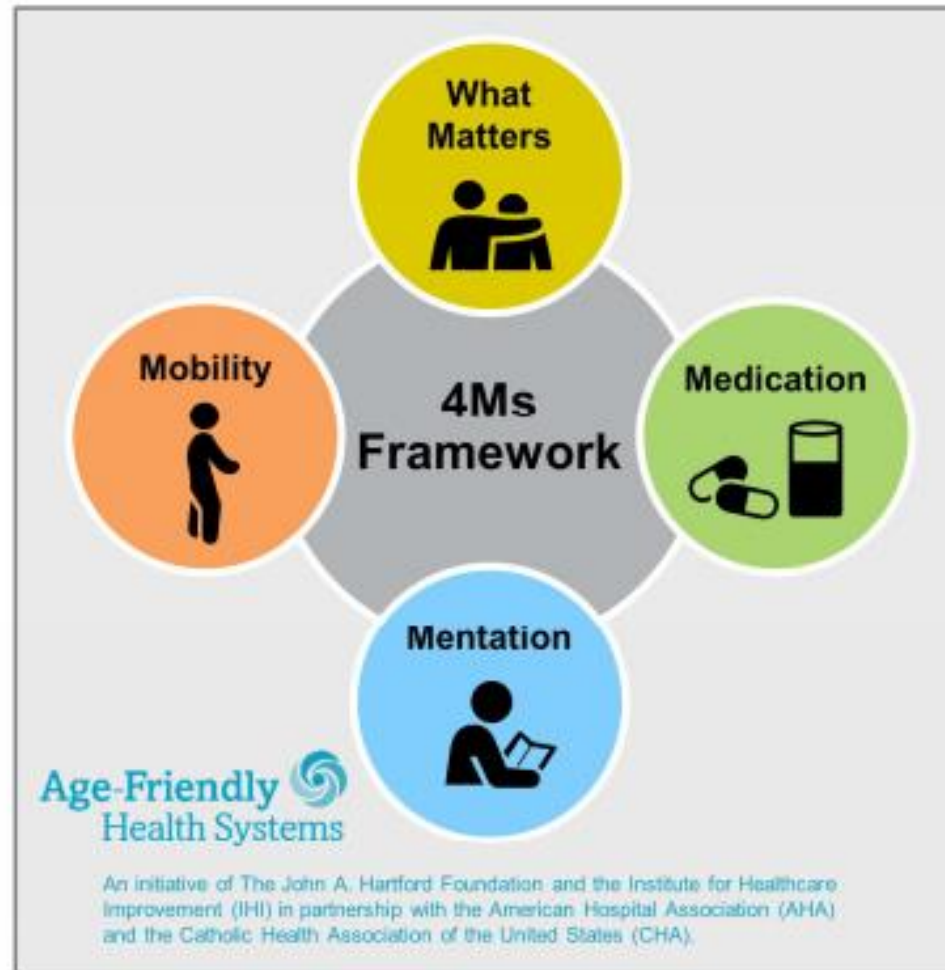 What
Matters
Mobility
4Ms
Framework
Medication
Mentation
Age-Friendly
Health Systems
An initiative of The John A. Hartford Foundation and the Institute for Healthcare
Improvement (IHI) in partnership with the American Hospital Association (AHA)
and the Catholic Health Association of the United States (CHA).